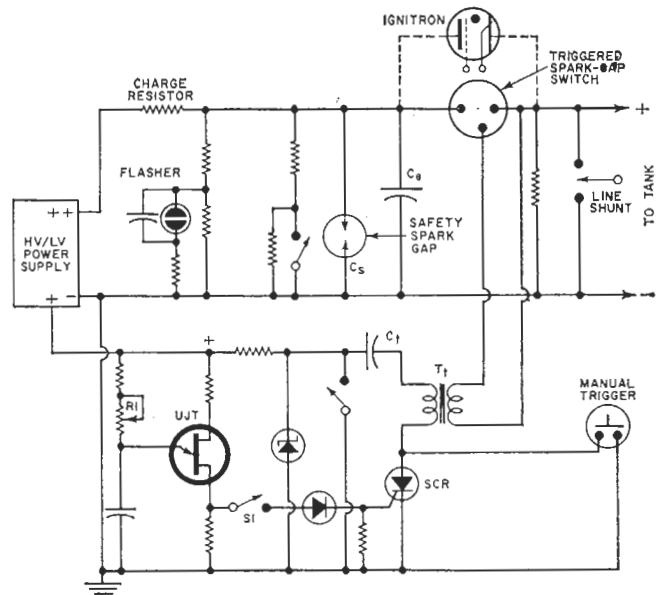 IGNITRON
TRIGGERED
SPARK-GAP
SWITCH
CHARGE
RESISTOR
+
FLASHER
Ce
LINE
SHUNT
TO TANK
++
HV/LV
POWER
SUPPLY
+ -
SAFETY
SPARK
GAP
Cs
-
+
Ct
Tt
MANUAL
TRIGGER
R1
UJT
SCR
S1